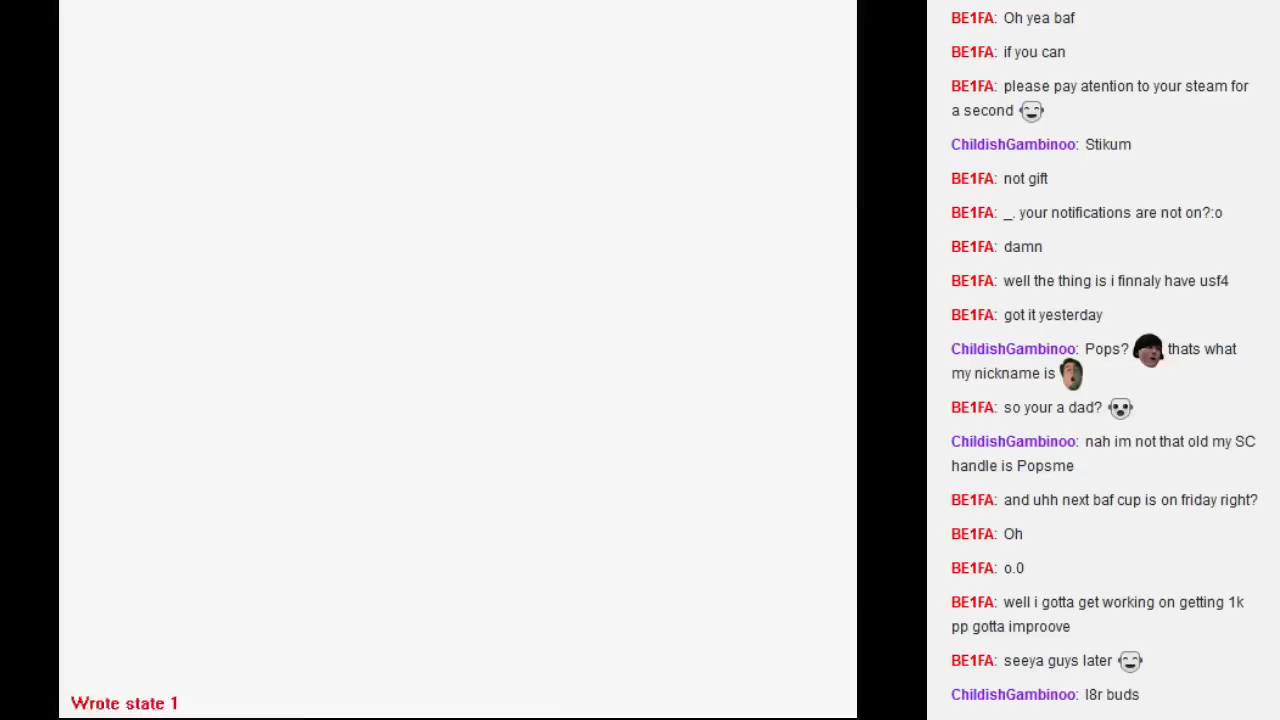 BE1FA: Oh yea baf
BE1FA: if you can
BE1FA: please pay atention to your steam for
a second
ChildishGambinoo: Stikum
BE1FA: not gift
BE1FA: _. your notifications are not on?:o
BE1FA: damn
BE1FA: well the thing is i finnaly have usf4
BE1FA: got it yesterday
ChildishGambinoo: Pops? thats what
my nickname is
BE1FA: so your a dad?
ChildishGambinoo: nah im not that old my SC
handle is Popsme
BE1FA: and uhh next baf cup is on friday right?
BE1FA: Oh
BE1FA: o.0
BE1FA: well i gotta get working on getting 1k
pp gotta improove
BE1FA: seeya guys later
ChildishGambinoo: l8r buds
Wrote state 1